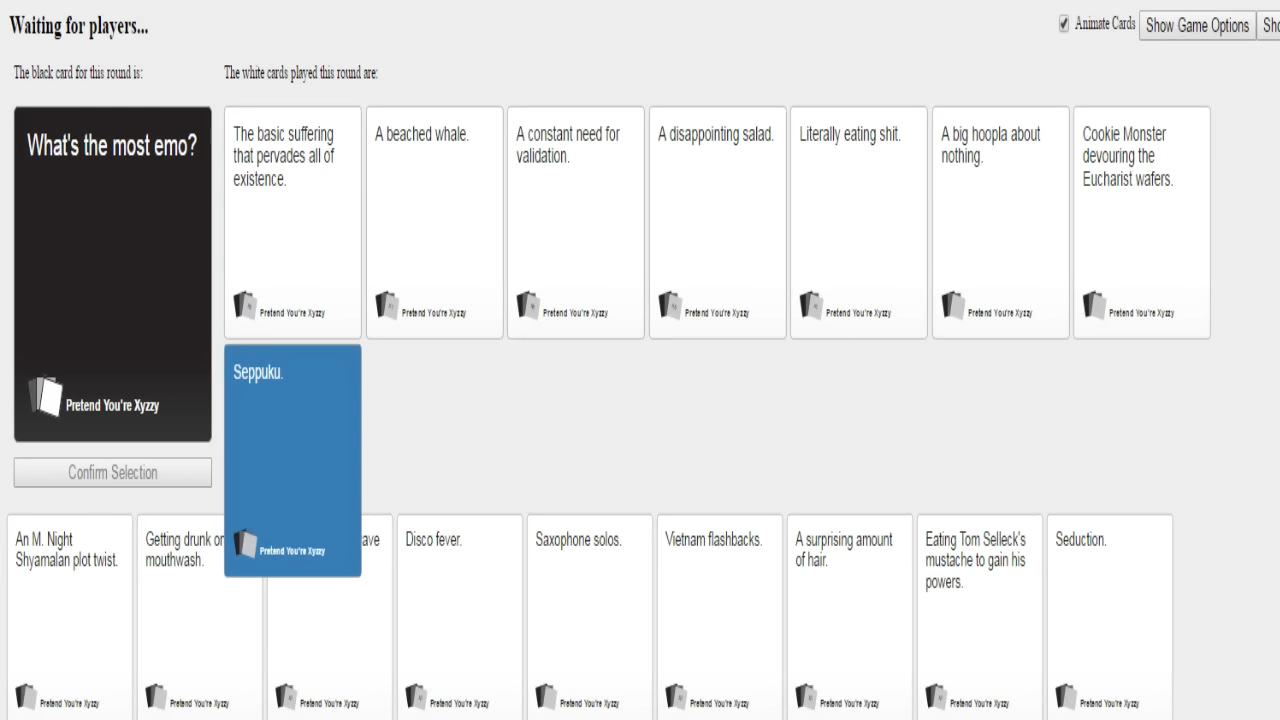 Waiting for players...
Animate Cards
Show Game Options
The black card for this round is:
The white cards played this round are:
What's the most emo?
Pretend You're Xyzzy
Confirm Selection
The basic suffering
that pervades all of
existence.
Pretend You're Xyzzy
A beached whale.
Pretend You're Xyzzy
A constant need for
validation.
Pretend You're Xyzzy
A disappointing salad.
Pretend You're Xyzzy
Literally eating shit.
Pretend You're Xyzzy
A big hoopla about
nothing.
Pretend You're Xyzzy
Cookie Monster
devouring the
Eucharist wafers.
Pretend You're Xyzzy
Seppuku.
Pretend You're Xyzzy
An M. Night
Shyamalan plot twist.
Pretend You're Xyzzy
Getting drunk on
mouthwash.
Pretend You're Xyzzy
Pretend You're Xyzzy
Disco fever.
Pretend You're Xyzzy
Saxophone solos.
Pretend You're Xyzzy
Vietnam flashbacks.
Pretend You're Xyzzy
A surprising amount
of hair.
Pretend You're Xyzzy
Eating Tom Selleck's
mustache to gain his
powers.
Pretend You're Xyzzy
Seduction.
Pretend You're Xyzzy